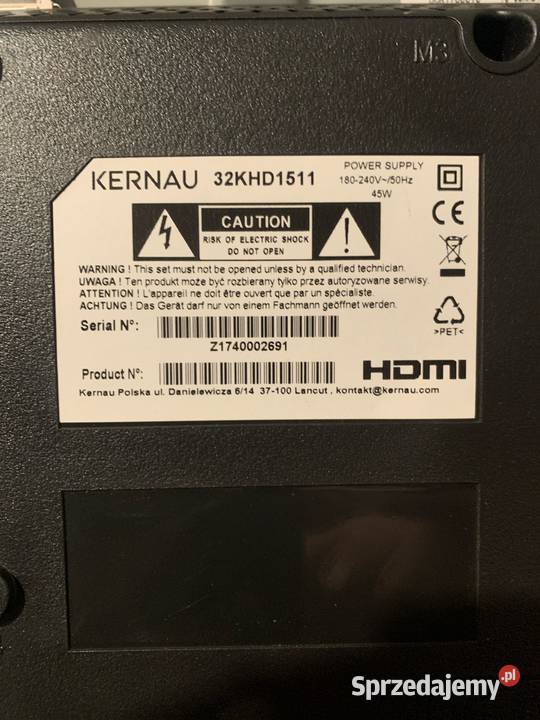 M3
KERNAU 32KHD1511
POWER SUPPLY
180-240V~/50Hz
45W
CAUTION
RISK OF ELECTRIC SHOCK
DO NOT OPEN
WARNING ! This set must not be opened unless by a qualified technician.
UWAGA ! Ten produkt może być rozbierany tylko przez autoryzowane serwisy.
ATTENTION ! L'appareil ne doit être ouvert que par un spécialiste.
ACHTUNG ! Das Gerät darf nur von einem Fachmann geöffnet werden.
Serial Nº:
Z1740002691
>PET<
Product Nº:
HDMI
Kernau Polska ul. Danielewicza 6/14 37-100 Lancut , kontakt@kernau.com
Sprzedajemy.pl